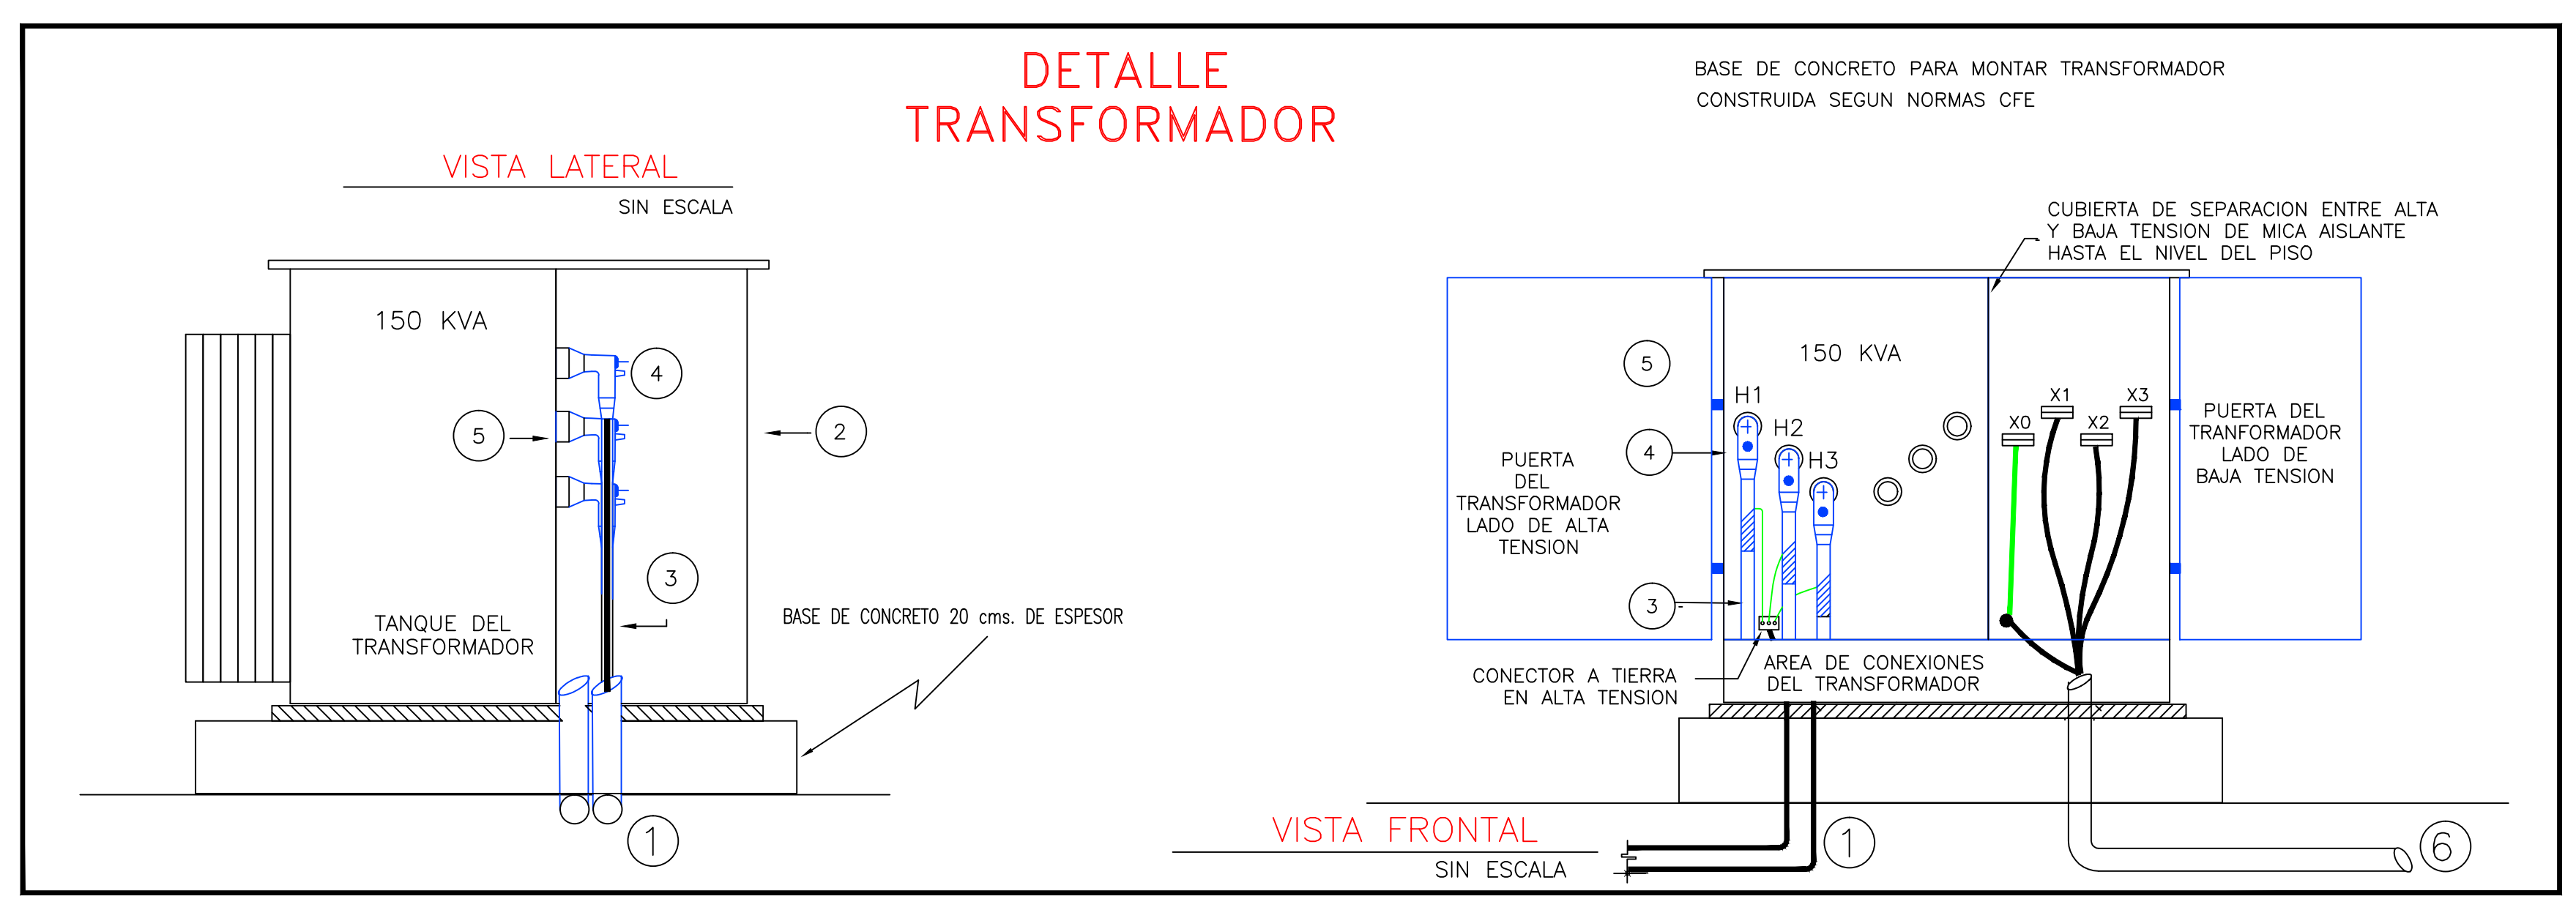 DETALLE
TRANSFORMADOR
BASE DE CONCRETO PARA MONTAR TRANSFORMADOR
CONSTRUIDA SEGUN NORMAS CFE
VISTA LATERAL
SIN ESCALA
150 KVA
4
5
2
3
TANQUE DEL
TRANSFORMADOR
BASE DE CONCRETO 20 cms. DE ESPESOR
1
CUBIERTA DE SEPARACION ENTRE ALTA
Y BAJA TENSION DE MICA AISLANTE
HASTA EL NIVEL DEL PISO
5
150 KVA
H1
H2
H3
4
3
X0
X1
X2
X3
PUERTA
DEL
TRANSFORMADOR
LADO DE ALTA
TENSION
PUERTA DEL
TRANFORMADOR
LADO DE
BAJA TENSION
CONECTOR A TIERRA
EN ALTA TENSION
AREA DE CONEXIONES
DEL TRANSFORMADOR
VISTA FRONTAL
SIN ESCALA
1
6